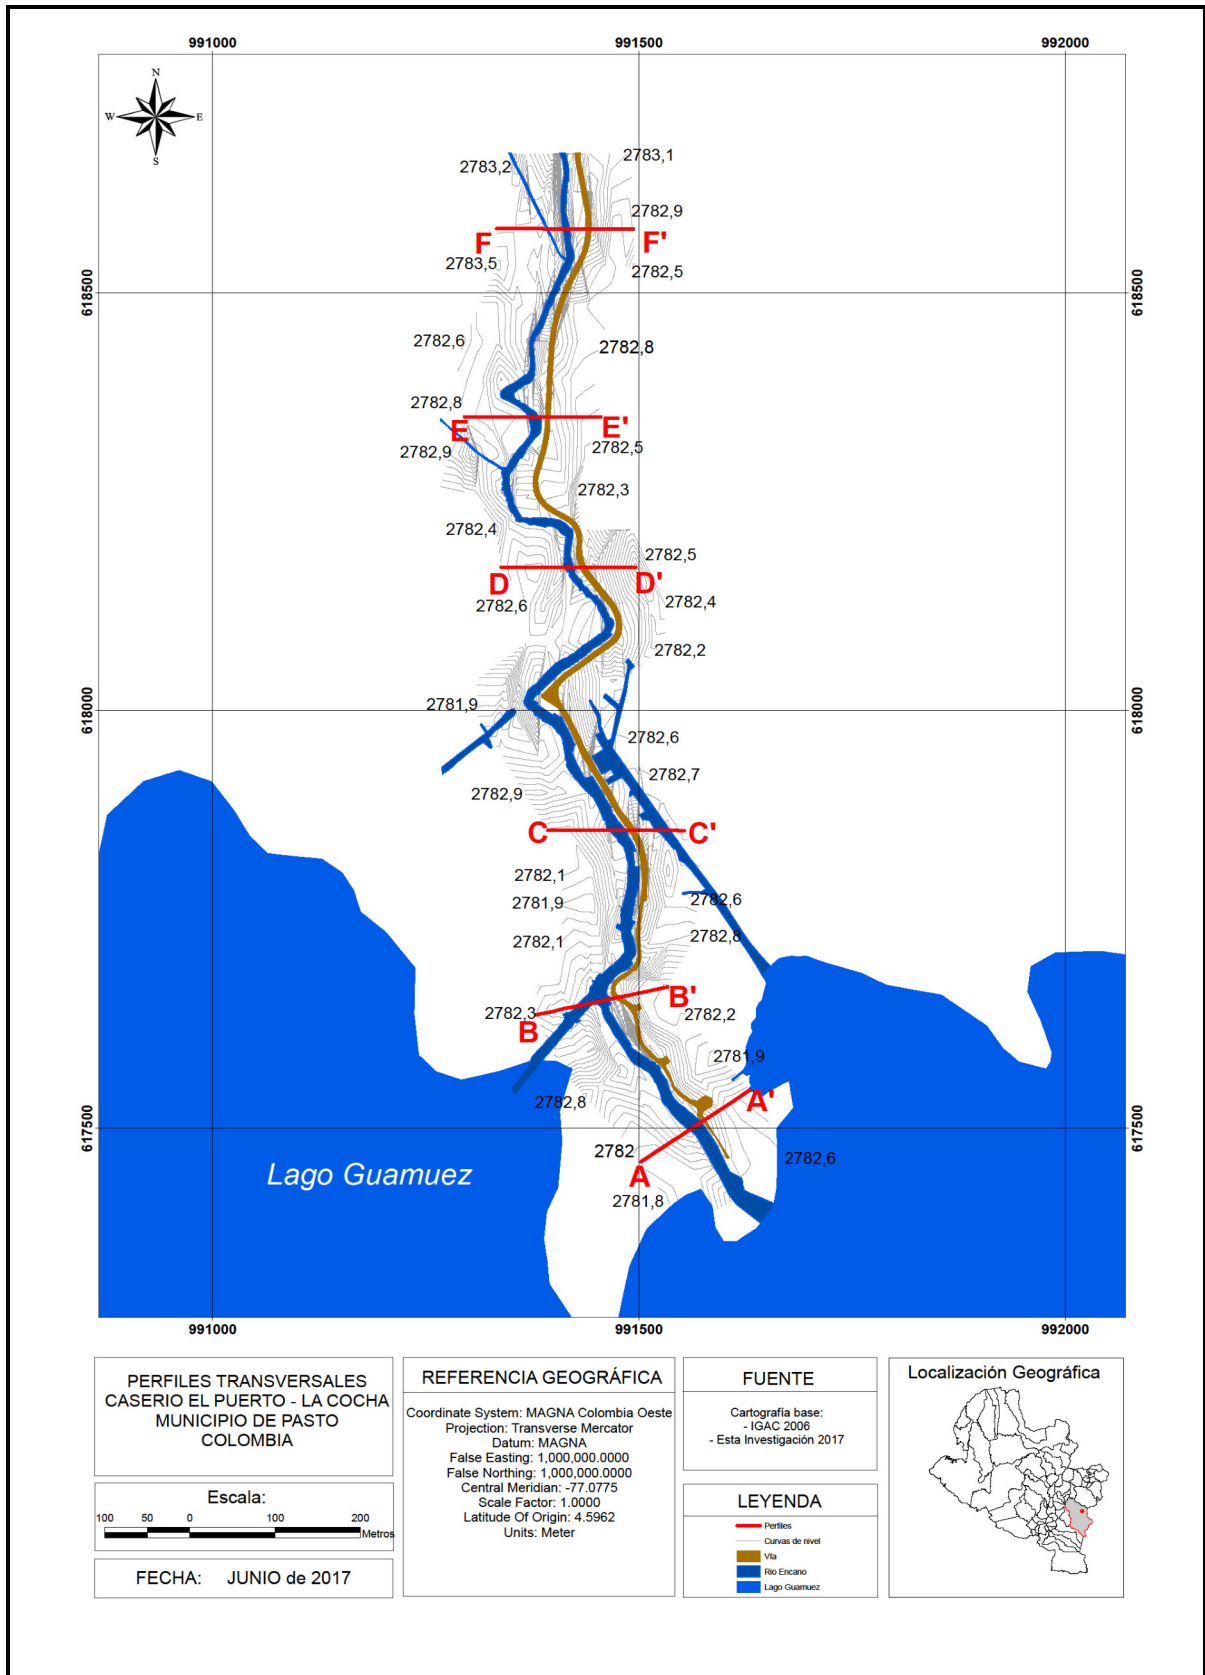 991000
991500
992000
N
W
E
S
2783,2
2783,1
2782,9
F
F'
2783,5
2782,5
618500
618500
2782,6
2782,8
2782,8
E
E'
2782,9
2782,5
2782,3
2782,4
2782,5
D
D'
2782,6
2782,4
2782,2
2781,9
618000
618000
2782,6
2782,7
2782,9
C
C'
2782,1
2782,6
2781,9
2782,8
2782,1
B'
2782,3
2782,2
B
2781,9
2782,8
A'
617500
617500
2782
2782,6
Lago Guamuez
A
2781,8
991000
991500
992000
PERFILES TRANSVERSALES
CASERIO EL PUERTO - LA COCHA
MUNICIPIO DE PASTO
COLOMBIA
Escala:
100 50 0 100 200
Metros
FECHA: JUNIO de 2017
REFERENCIA GEOGRÁFICA
Coordinate System: MAGNA Colombia Oeste
Projection: Transverse Mercator
Datum: MAGNA
False Easting: 1,000,000.0000
False Northing: 1,000,000.0000
Central Meridian: -77.0775
Scale Factor: 1.0000
Latitude Of Origin: 4.5962
Units: Meter
FUENTE
Cartografía base:
- IGAC 2006
- Esta Investigación 2017
LEYENDA
Perfiles
Curvas de nivel
Vía
Rio Encano
Lago Guamuez
Localización Geográfica